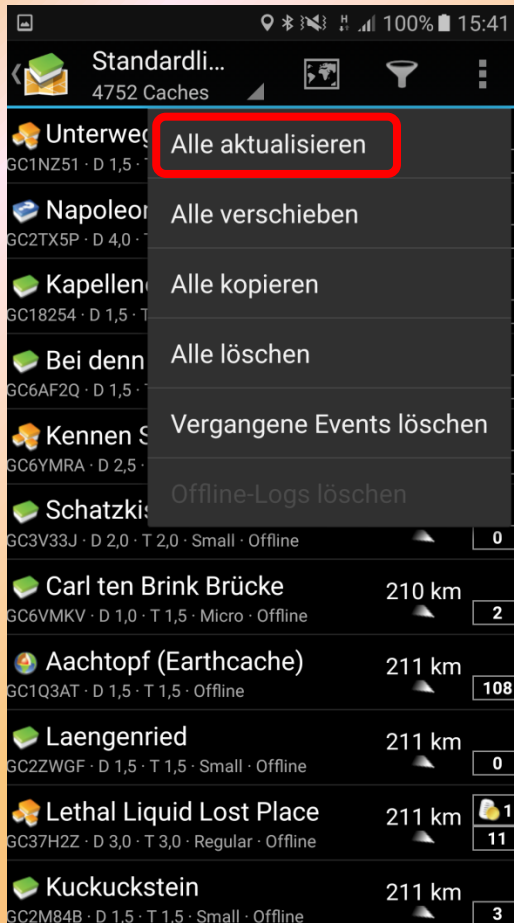 100% 15:41
Standardli...
4752 Caches
Unterweg
GC1NZ51 · D 1,5 ·
Alle aktualisieren
Napoleon
GC2TX5P · D 4,0 ·
Alle verschieben
Kapellen
GC18254 · D 1,5 · T
Alle kopieren
Bei denn
GC6AF2Q · D 1,5 ·
Alle löschen
Kennen S
GC6YMRA · D 2,5 ·
Vergangene Events löschen
Schatzkis
Offline-Logs löschen
GC3V33J · D 2,0 · T 2,0 · Small · Offline
0
Carl ten Brink Brücke
210 km
GC6VMKV · D 1,0 · T 1,5 · Micro · Offline
2
Aachtopf (Earthcache)
211 km
GC1Q3AT · D 1,5 · T 1,5 · Offline
108
Laengenried
211 km
GC2ZWGF · D 1,5 · T 1,5 · Small · Offline
0
Lethal Liquid Lost Place
211 km
1
GC37H2Z · D 3,0 · T 3,0 · Regular · Offline
11
Kuckuckstein
211 km
GC2M84B · D 1,5 · T 1,5 · Small · Offline
3